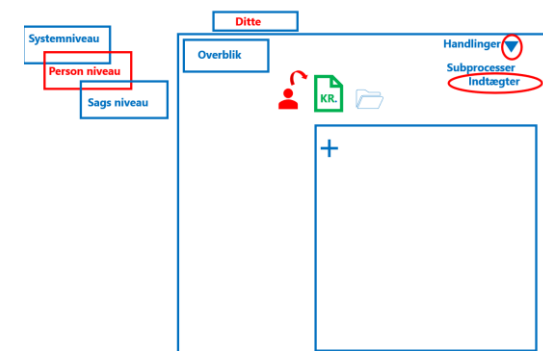 Ditte
Systemniveau
Person niveau
Sags niveau
Overblik
Handlinger
Subprocesser
Indtægter
KR.